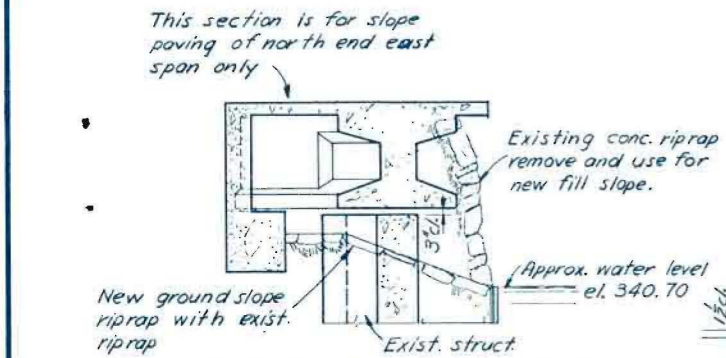 This section is for slope
paving of north end east
span only
Existing conc. riprap
remove and use for
new fill slope.
3" cl.
Approx. water level
el. 340.70
New ground slope
riprap with exist.
riprap
Exist. struct.